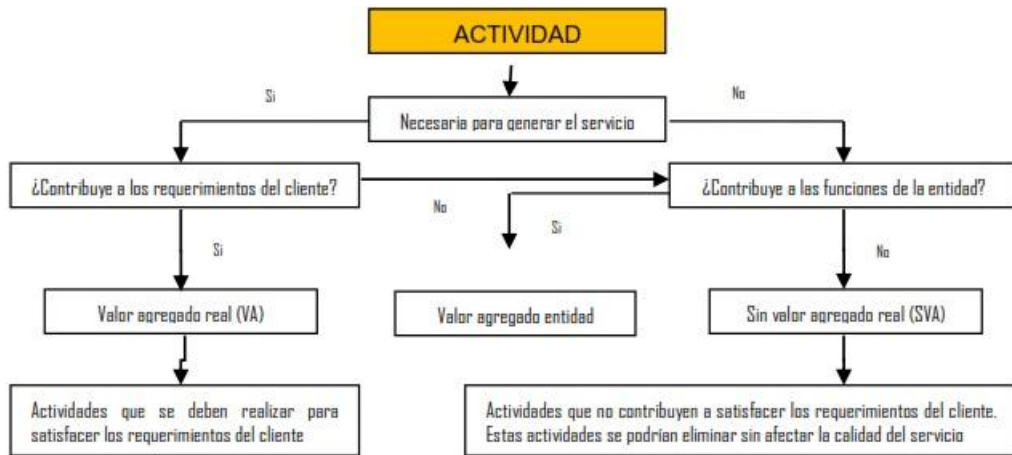 ACTIVIDAD
Si
No
Necesaria para generar el servicio
¿Contribuye a los requerimientos del cliente?
¿Contribuye a las funciones de la entidad?
No
Si
Si
No
Valor agregado real (VA)
Valor agregado entidad
Sin valor agregado real (SVA)
Actividades que se deben realizar para
satisfacer los requerimientos del cliente
Actividades que no contribuyen a satisfacer los requerimientos del cliente.
Estas actividades se podrían eliminar sin afectar la calidad del servicio